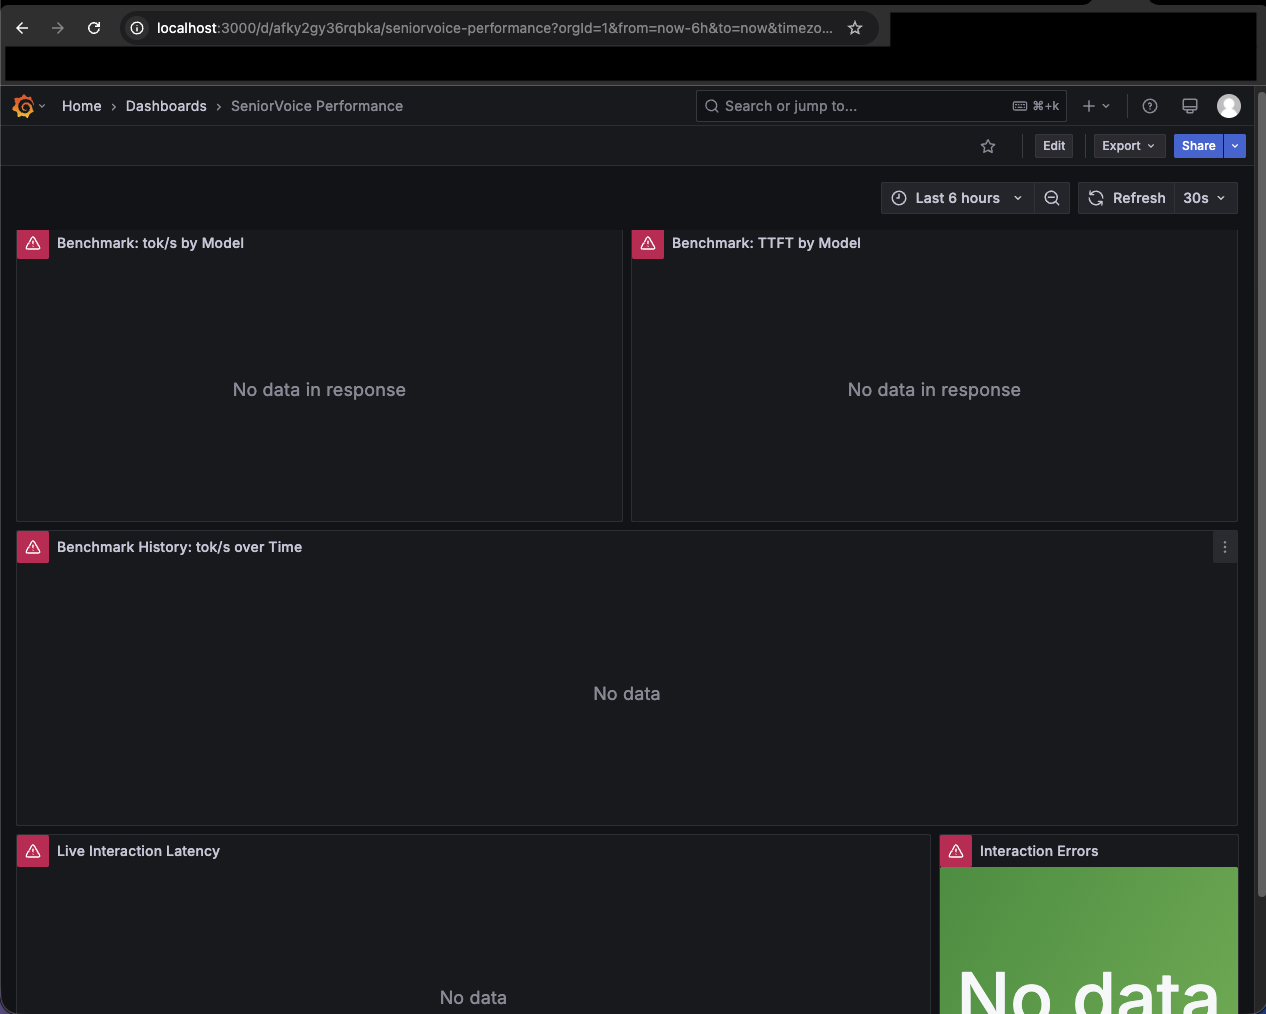 localhost:3000/d/afky2gy36rqbka/seniorvoice-performance?orgId=1&from=now-6h&to=now&timezo...
Home › Dashboards › SeniorVoice Performance
Search or jump to...
⌘+k
Edit
Export
Share
Last 6 hours
Refresh
30s
Benchmark: tok/s by Model
Benchmark: TTFT by Model
No data in response
No data in response
Benchmark History: tok/s over Time
No data
Live Interaction Latency
Interaction Errors
No data
No data